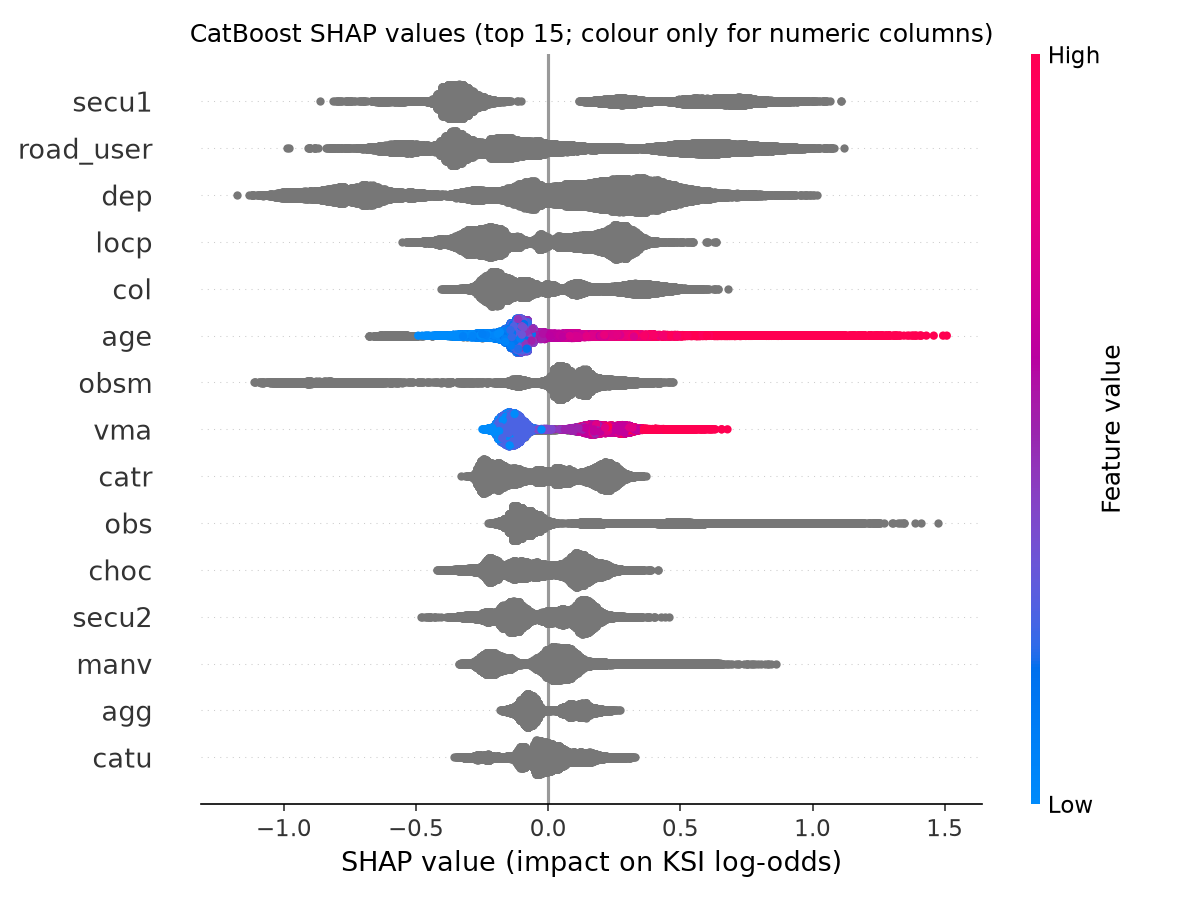 CatBoost SHAP values (top 15; colour only for numeric columns)
High
secu1
road_user
dep
locp
col
age
obsm
vma
catr
obs
choc
secu2
manv
agg
catu
Feature value
Low
−1.0 −0.5 0.0 0.5 1.0 1.5
SHAP value (impact on KSI log-odds)